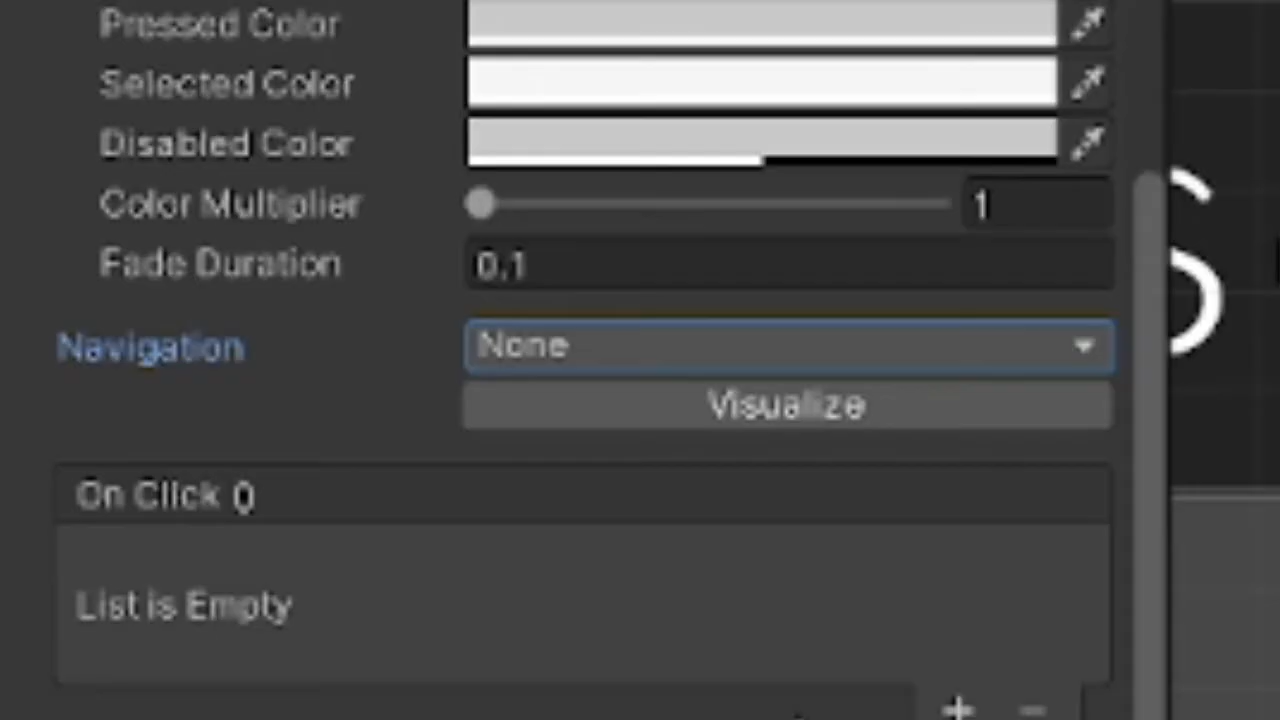 Pressed Color
Selected Color
Disabled Color
Color Multiplier 1
Fade Duration 0.1
Navigation None
Visualize
On Click ()
List is Empty
+ −